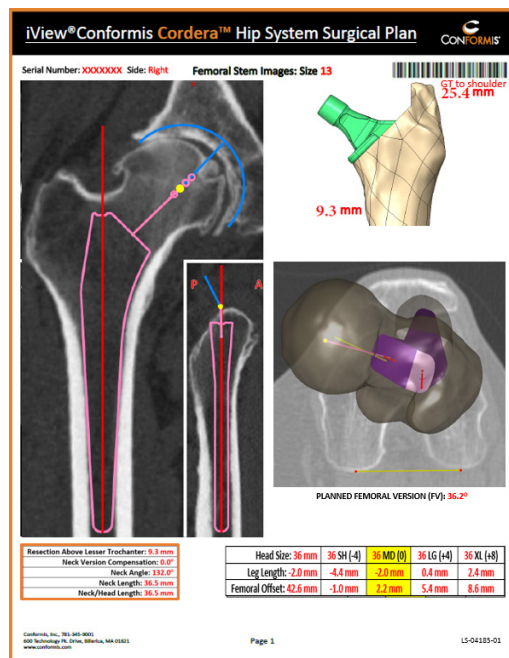 iView®Conformis Cordera™ Hip System Surgical Plan
CONFORMIS®
Serial Number: XXXXXXX Side: Right
Femoral Stem Images: Size 13
GT to shoulder
25.4 mm
9.3 mm
P
A
PLANNED FEMORAL VERSION (FV): 36.2⁰
Resection Above Lesser Trochanter: 9.3 mm
Neck Version Compensation: 0.0⁰
Neck Angle: 132.0⁰
Neck Length: 36.5 mm
Neck/Head Length: 36.5 mm
Head Size: 36 mm 36 SH (-4) 36 MD (0) 36 LG (+4) 36 XL (+8)
Leg Length: -2.0 mm -4.4 mm -2.0 mm 0.4 mm 2.4 mm
Femoral Offset: 42.6 mm -1.0 mm 2.2 mm 5.4 mm 8.6 mm
Conformis, Inc., 781-345-9001
600 Technology Pk. Drive, Billerica, MA 01821
www.conformis.com
Page 1
LS-04185-01